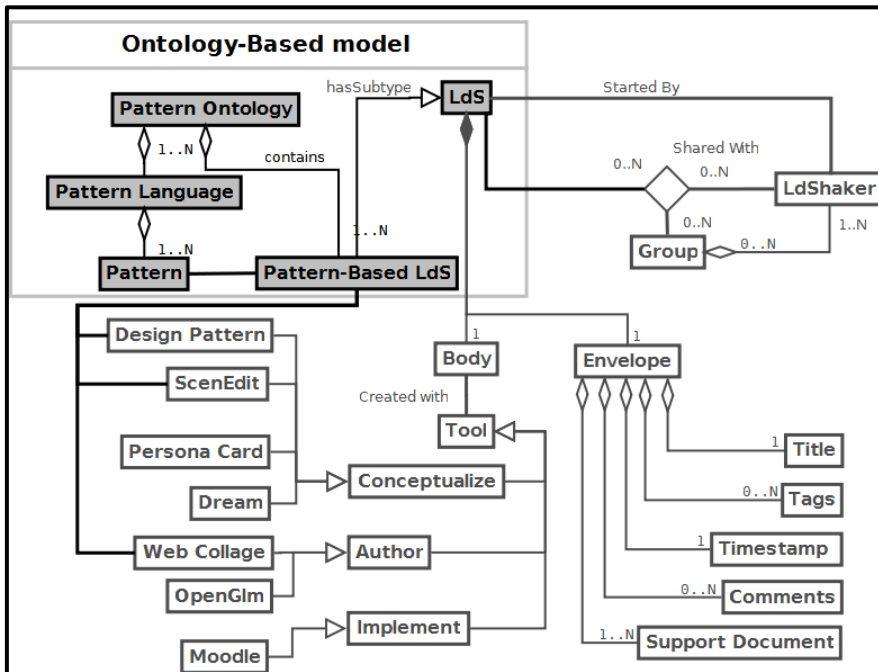 Ontology-Based model
hasSubtype
LdS
Started By
Pattern Ontology
1..N
contains
Shared With
0..N
0..N
LdShaker
Pattern Language
0..N
1..N
1..N
1..N
Group
0..N
Pattern
Pattern-Based LdS
Design Pattern
1
1
Body
Envelope
ScenEdit
Created with
Tool
Persona Card
1
Title
Conceptualize
Dream
0..N
Tags
Web Collage
Author
1
Timestamp
OpenGlm
0..N
Comments
Implement
1..N
Support Document
Moodle